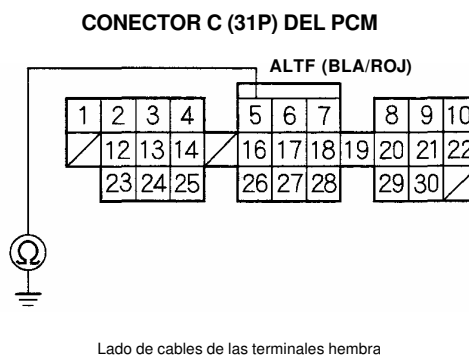 CONECTOR C (31P) DEL PCM
ALTF (BLA/ROJ)
1 2 3 4 5 6 7 8 9 10
12 13 14 16 17 18 19 20 21 22
23 24 25 26 27 28 29 30
Ω
Lado de cables de las terminales hembra